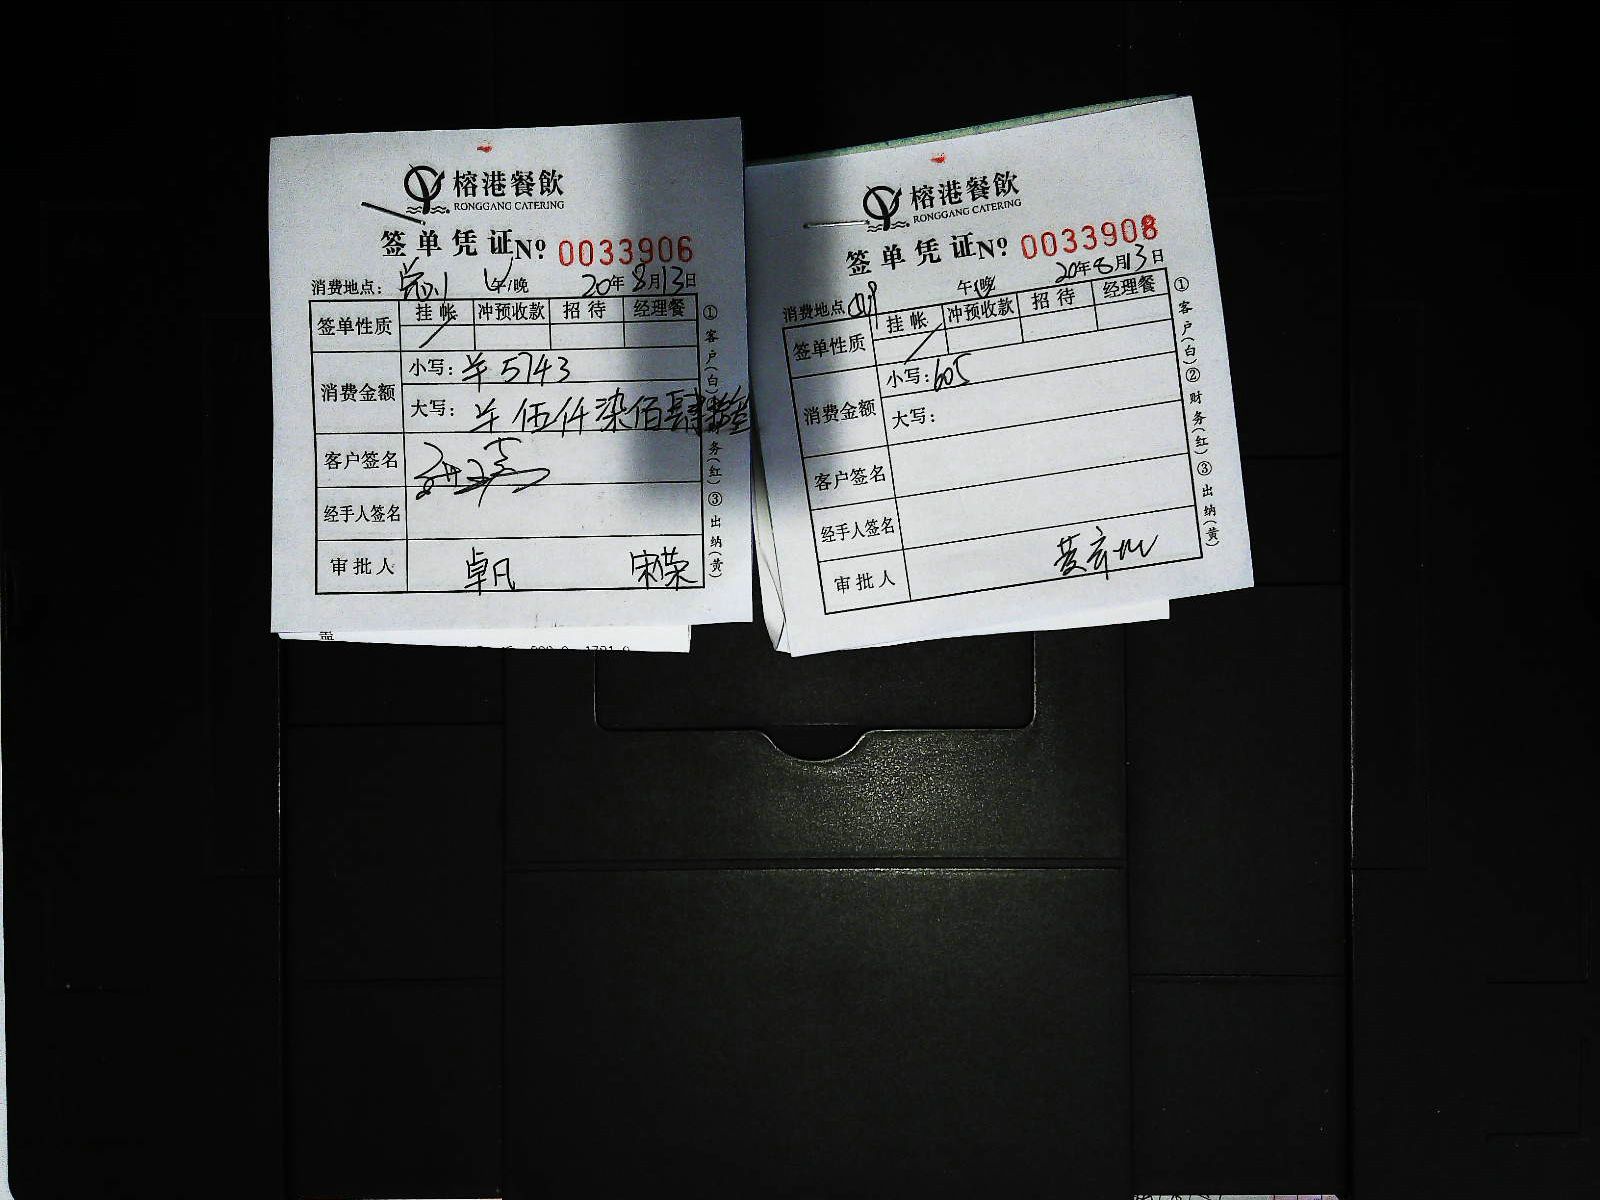 榕港餐飲
RONGGANG CATERING
签单凭证 Nº 0033906
消费地点: 午/晚 20年8月13日
签单性质 挂帐 冲预收款 招待 经理餐
消费金额 小写: ¥5743
大写: ¥伍仟柒佰肆拾
客户签名
经手人签名
审批人 卓凡 宋荣
①客户(白)②财务(红)③出纳(黄)
榕港餐飲
RONGGANG CATERING
签单凭证 Nº 0033908
消费地点 午/晚 20年8月13日
签单性质 挂帐 冲预收款 招待 经理餐
消费金额 小写: 605
大写:
客户签名
经手人签名
审批人
①客户(白)②财务(红)③出纳(黄)